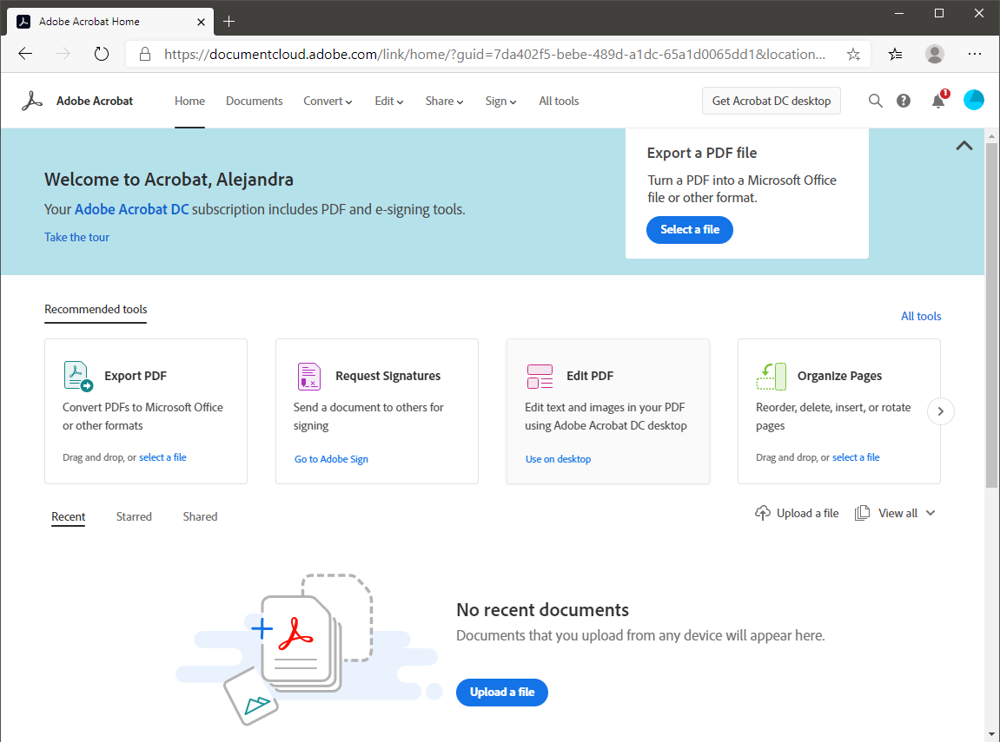 Adobe Acrobat Home
https://documentcloud.adobe.com/link/home/?guid=7da402f5-bebe-489d-a1dc-65a1d0065dd1&location...
Adobe Acrobat
Home
Documents
Convert
Edit
Share
Sign
All tools
Get Acrobat DC desktop
1
Welcome to Acrobat, Alejandra
Your Adobe Acrobat DC subscription includes PDF and e-signing tools.
Take the tour
Export a PDF file
Turn a PDF into a Microsoft Office
file or other format.
Select a file
Recommended tools
All tools
Export PDF
Convert PDFs to Microsoft Office
or other formats
Drag and drop, or select a file
Request Signatures
Send a document to others for
signing
Go to Adobe Sign
Edit PDF
Edit text and images in your PDF
using Adobe Acrobat DC desktop
Use on desktop
Organize Pages
Reorder, delete, insert, or rotate
pages
Drag and drop, or select a file
Recent
Starred
Shared
Upload a file
View all
No recent documents
Documents that you upload from any device will appear here.
Upload a file